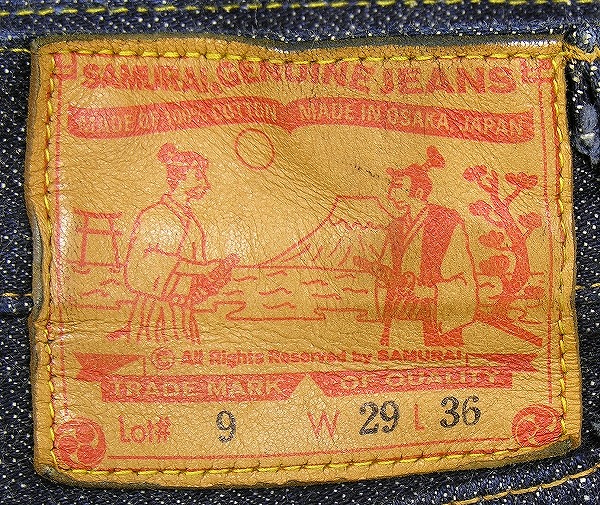 SAMURAI GENUINE JEANS
MADE OF 100% COTTON MADE IN OSAKA, JAPAN
© All Rights Reserved by SAMURAI
TRADE MARK OF QUALITY
Lot# 9 W 29 L 36